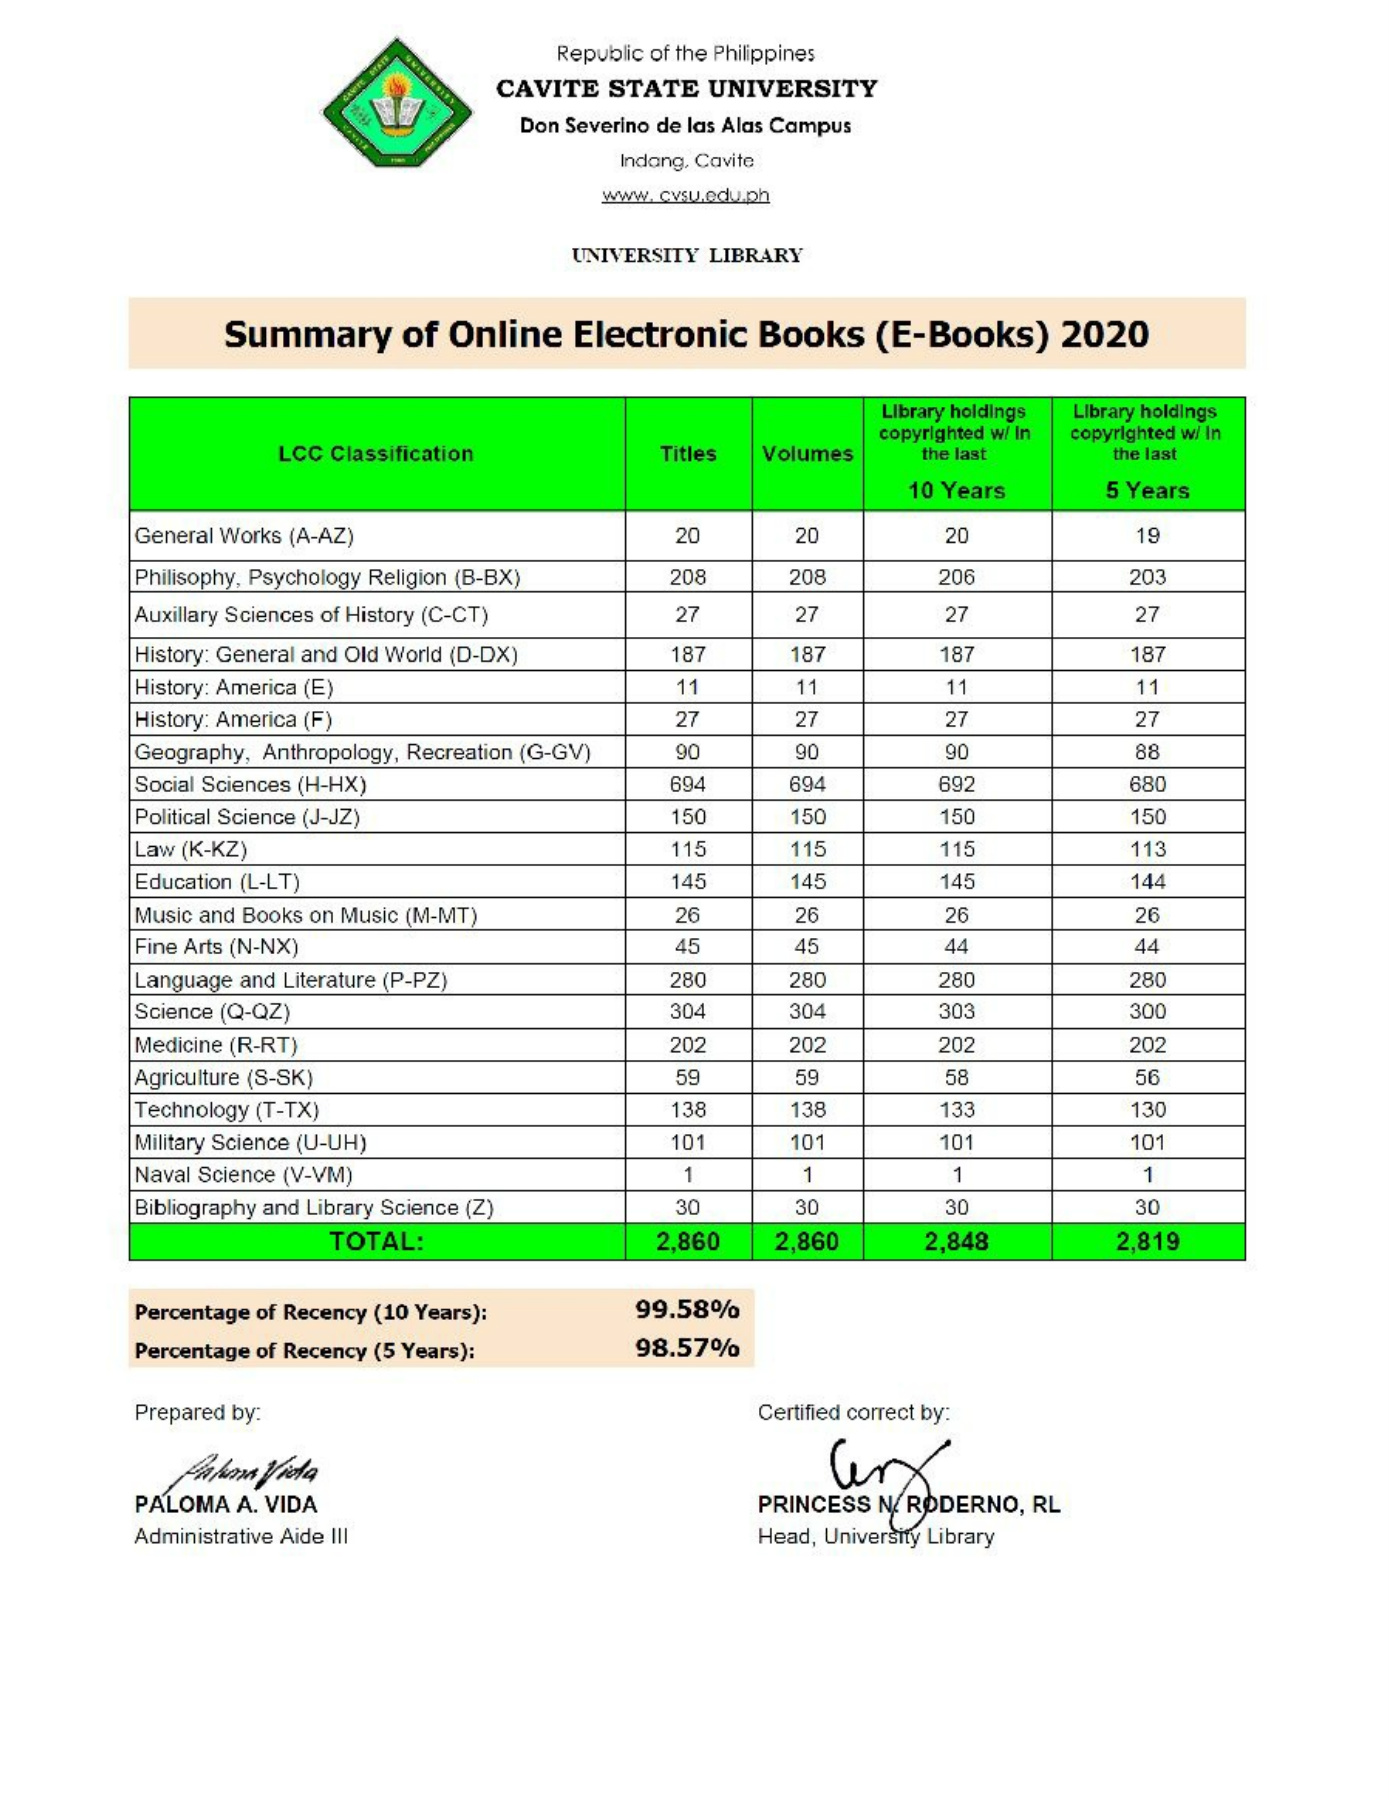 Republic of the Philippines
CAVITE STATE UNIVERSITY
Don Severino de las Alas Campus
Indang, Cavite
www. cvsu.edu.ph
UNIVERSITY LIBRARY
Summary of Online Electronic Books (E-Books) 2020
LCC Classification Titles Volumes Library holdings copyrighted w/ in the last 10 Years Library holdings copyrighted w/ in the last 5 Years
General Works (A-AZ) 20 20 20 19
Philisophy, Psychology Religion (B-BX) 208 208 206 203
Auxillary Sciences of History (C-CT) 27 27 27 27
History: General and Old World (D-DX) 187 187 187 187
History: America (E) 11 11 11 11
History: America (F) 27 27 27 27
Geography, Anthropology, Recreation (G-GV) 90 90 90 88
Social Sciences (H-HX) 694 694 692 680
Political Science (J-JZ) 150 150 150 150
Law (K-KZ) 115 115 115 113
Education (L-LT) 145 145 145 144
Music and Books on Music (M-MT) 26 26 26 26
Fine Arts (N-NX) 45 45 44 44
Language and Literature (P-PZ) 280 280 280 280
Science (Q-QZ) 304 304 303 300
Medicine (R-RT) 202 202 202 202
Agriculture (S-SK) 59 59 58 56
Technology (T-TX) 138 138 133 130
Military Science (U-UH) 101 101 101 101
Naval Science (V-VM) 1 1 1 1
Bibliography and Library Science (Z) 30 30 30 30
TOTAL: 2,860 2,860 2,848 2,819
Percentage of Recency (10 Years): 99.58%
Percentage of Recency (5 Years): 98.57%
Prepared by: Certified correct by:
Paloma Vida
PALOMA A. VIDA PRINCESS N. RODERNO, RL
Administrative Aide III Head, University Library